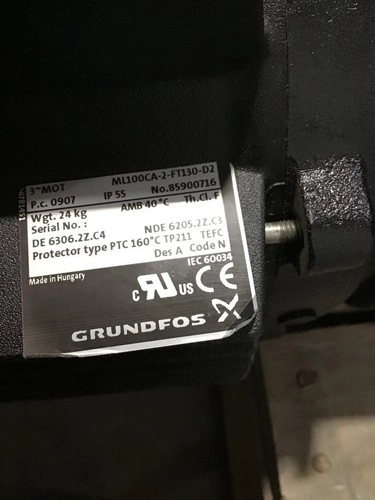 3~MOT ML100CA-2-FT130-D2
P.c. 0907 IP 55 No.85900716
Wgt. 24 kg AMB 40°C Th.Cl. F
Serial No. :
DE 6306.2Z.C4 NDE 6205.2Z.C3
Protector type PTC 160°C TP211 TEFC
Des A Code N
Made in Hungary IEC 60034
c RU US CE
GRUNDFOS